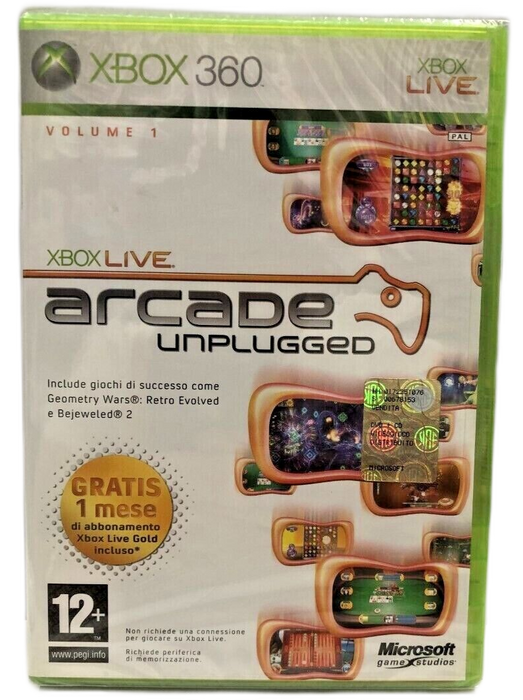 XBOX 360
XBOX
LIVE
VOLUME 1
PAL
XBOX LIVE
arcade
UNPLUGGED
Include giochi di successo come
Geometry Wars®: Retro Evolved
e Bejeweled® 2
GRATIS
1 mese
di abbonamento
Xbox Live Gold
incluso*
VENDITA
MICROSOFT
12+
www.pegi.info
Non richiede una connessione
per giocare su Xbox Live.
Richiede periferica
di memorizzazione.
Microsoft
game studios